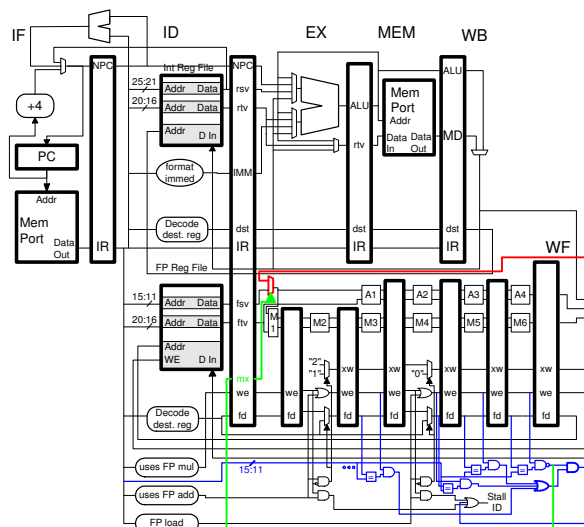 IF ID EX MEM WB
Int Reg File
NPC NPC ALU
25:21 Addr Data rsv
20:16 Addr Data rtv
+4
Addr D In
ALU
Mem Port
Addr
Data In
Data Out
MD
rtv
PC
format immed
IMM
Addr
Mem Port
Data Out
Decode dest. reg
dst dst dst
IR IR IR IR
FP Reg File
WF
15:11 Addr Data fsv
20:16 Addr Data ftv
A1 A2 A3 A4
M1 M2 M3 M4 M5 M6
Addr
WE D In
"2"
"1"
"0"
mx
xw xw xw xw
we we we we we we
Decode dest. reg
fd fd fd fd fd fd
uses FP mul
15:11
=
=
=
=
uses FP add
Stall ID
FP load